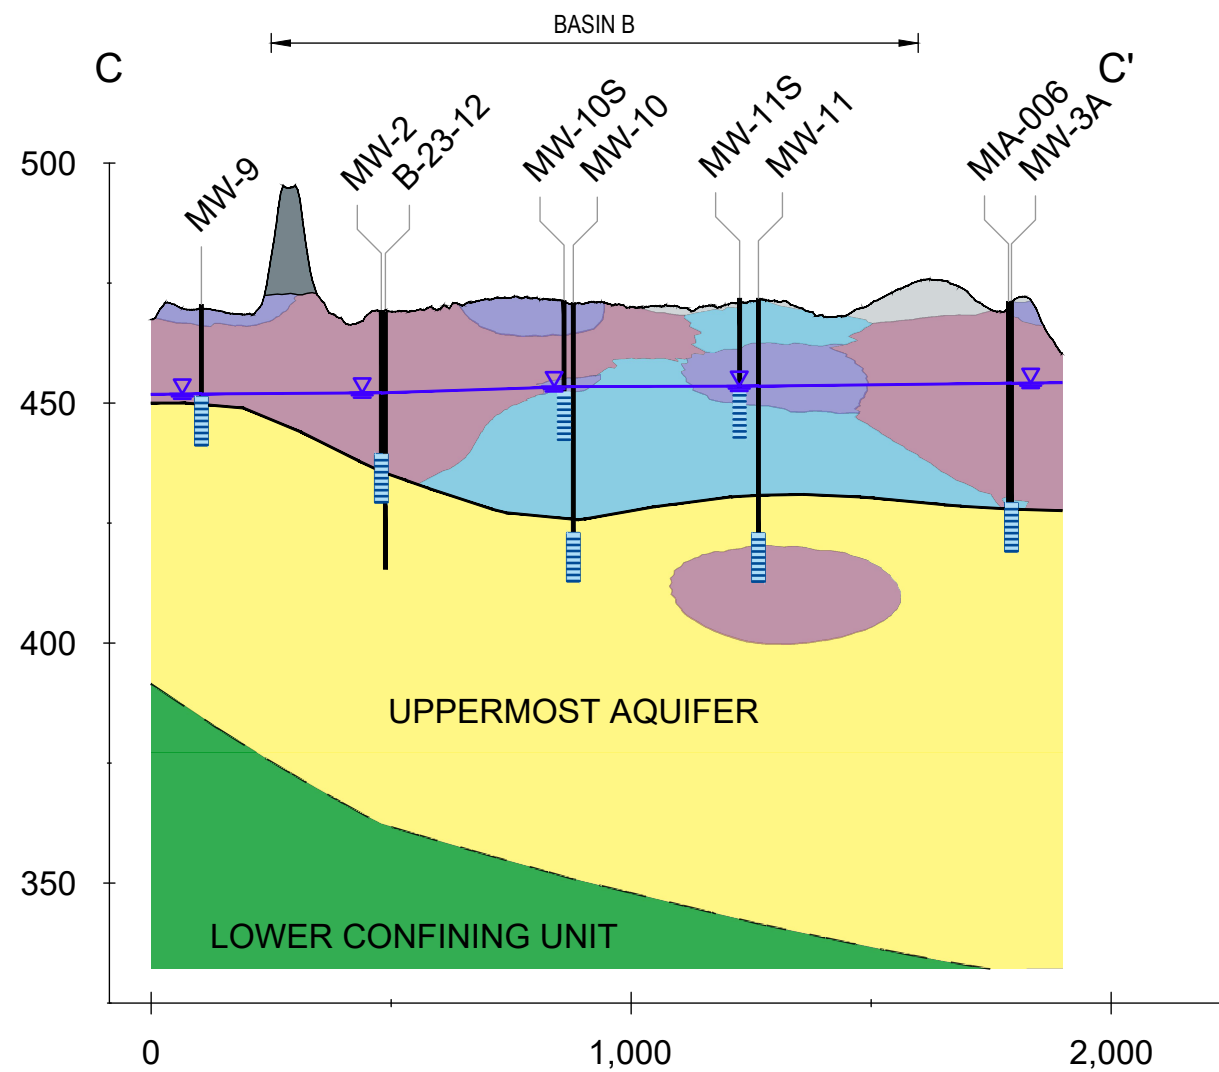 BASIN B
C
C'
MW-9
MW-2
B-23-12
MW-10S
MW-10
MW-11S
MW-11
MIA-006
MW-3A
500
450
400
350
UPPERMOST AQUIFER
LOWER CONFINING UNIT
0
1,000
2,000